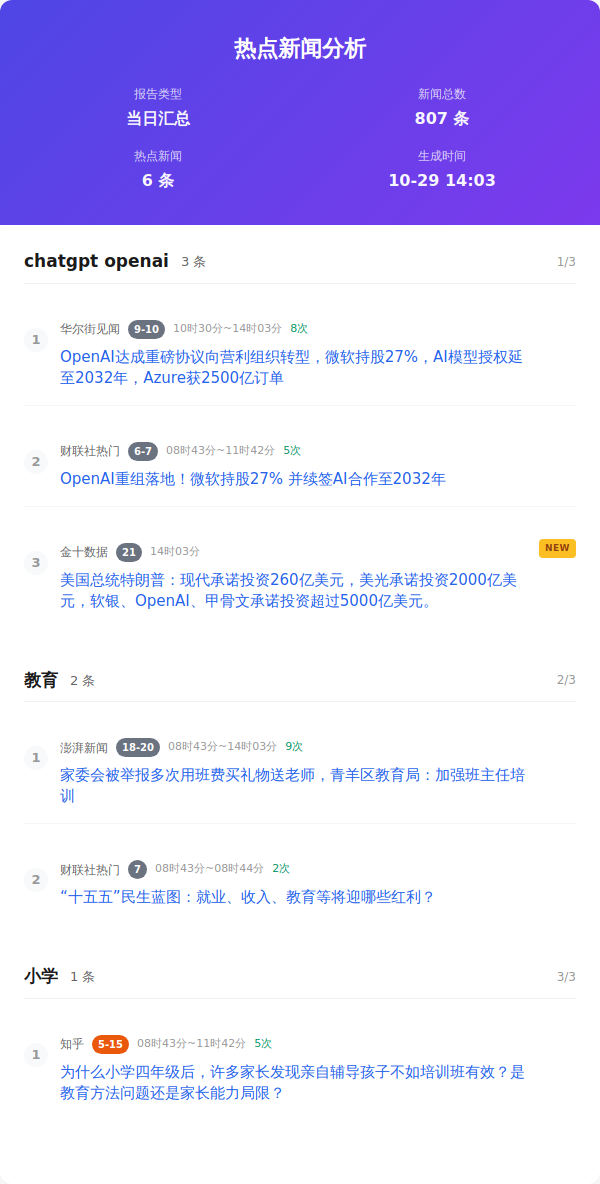 热点新闻分析
报告类型
当日汇总
新闻总数
807 条
热点新闻
6 条
生成时间
10-29 14:03
chatgpt openai 3 条 1/3
1
华尔街见闻 9-10 10时30分~14时03分 8次
OpenAI达成重磅协议向营利组织转型，微软持股27%，AI模型授权延
至2032年，Azure获2500亿订单
2
财联社热门 6-7 08时43分~11时42分 5次
OpenAI重组落地！微软持股27% 并续签AI合作至2032年
3
金十数据 21 14时03分 NEW
美国总统特朗普：现代承诺投资260亿美元，美光承诺投资2000亿美
元，软银、OpenAI、甲骨文承诺投资超过5000亿美元。
教育 2 条 2/3
1
澎湃新闻 18-20 08时43分~14时03分 9次
家委会被举报多次用班费买礼物送老师，青羊区教育局：加强班主任培
训
2
财联社热门 7 08时43分~08时44分 2次
“十五五”民生蓝图：就业、收入、教育等将迎哪些红利？
小学 1 条 3/3
1
知乎 5-15 08时43分~11时42分 5次
为什么小学四年级后，许多家长发现亲自辅导孩子不如培训班有效？是
教育方法问题还是家长能力局限？